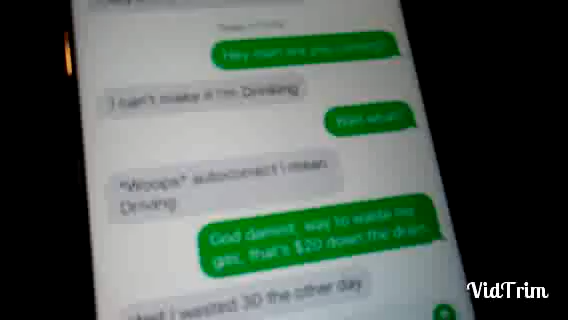 Hey man are you coming?
I can't make it I'm Drinking
Wait what?
*Woops* autocorrect I mean
Driving
God damnit, way to waste my
gas, that's $20 down the drain
I wasted 30 the other day
VidTrim